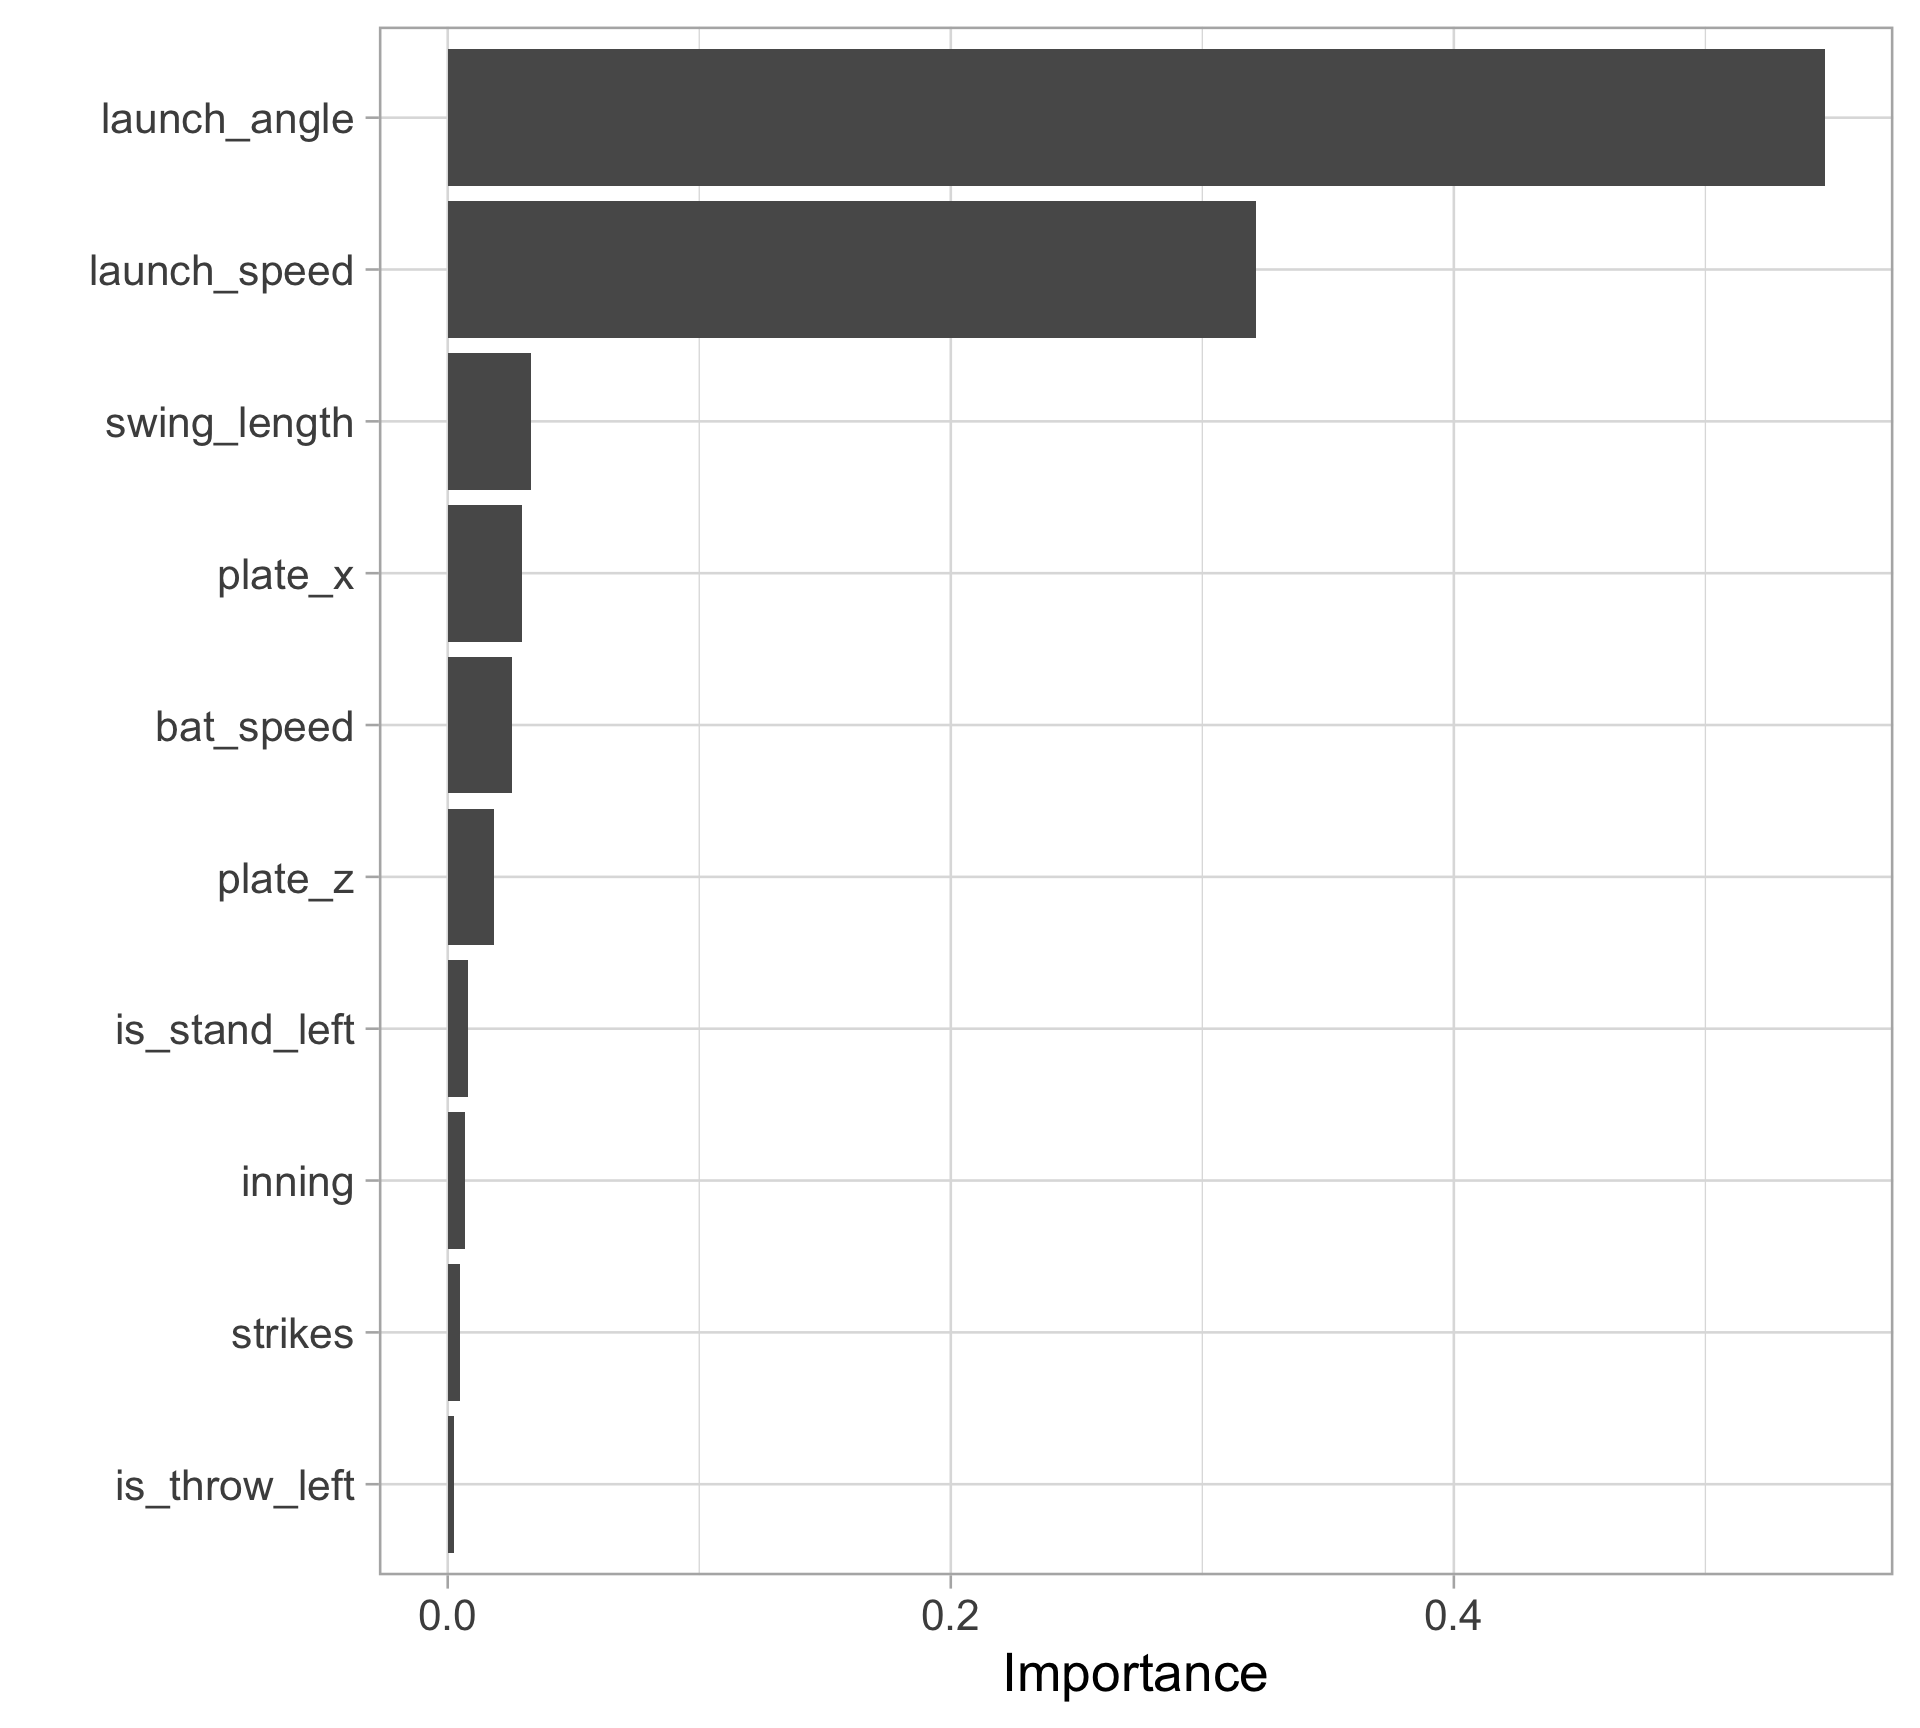 launch_angle
launch_speed
swing_length
plate_x
bat_speed
plate_z
is_stand_left
inning
strikes
is_throw_left
0.0 0.2 0.4
Importance